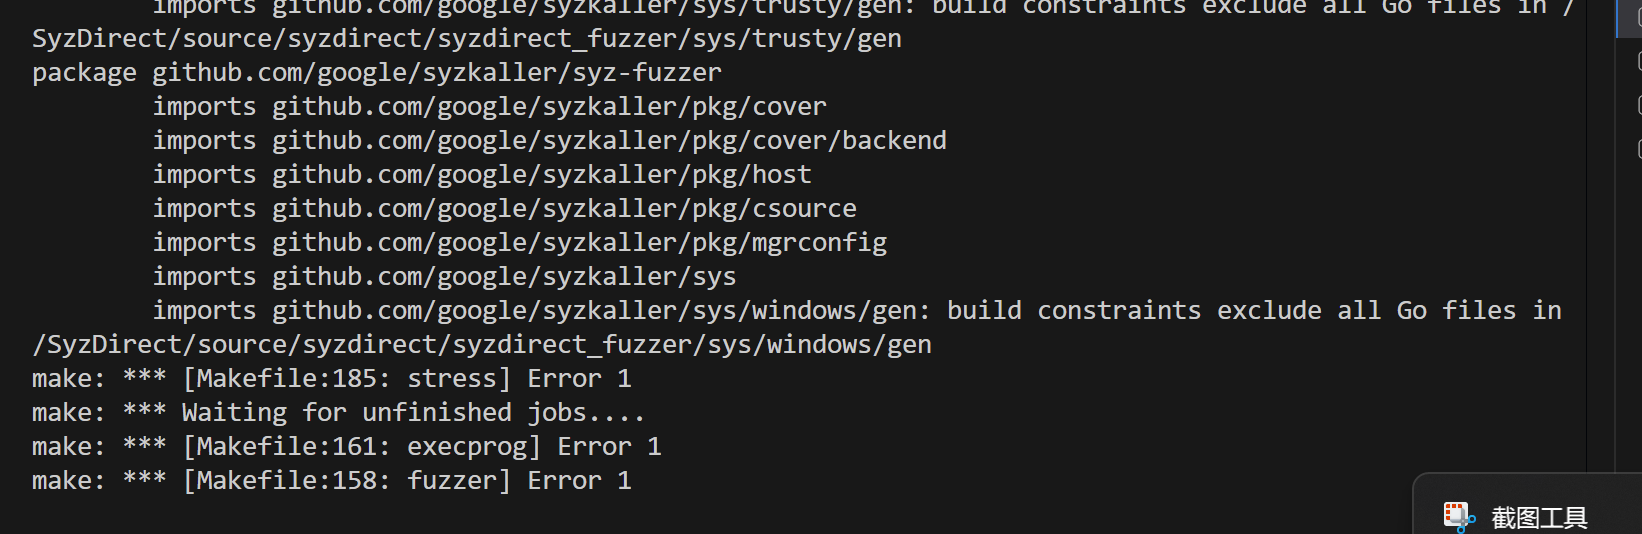 imports github.com/google/syzkaller/sys/trusty/gen: build constraints exclude all Go files in /
SyzDirect/source/syzdirect/syzdirect_fuzzer/sys/trusty/gen
package github.com/google/syzkaller/syz-fuzzer
imports github.com/google/syzkaller/pkg/cover
imports github.com/google/syzkaller/pkg/cover/backend
imports github.com/google/syzkaller/pkg/host
imports github.com/google/syzkaller/pkg/csource
imports github.com/google/syzkaller/pkg/mgrconfig
imports github.com/google/syzkaller/sys
imports github.com/google/syzkaller/sys/windows/gen: build constraints exclude all Go files in
/SyzDirect/source/syzdirect/syzdirect_fuzzer/sys/windows/gen
make: *** [Makefile:185: stress] Error 1
make: *** Waiting for unfinished jobs....
make: *** [Makefile:161: execprog] Error 1
make: *** [Makefile:158: fuzzer] Error 1
截图工具